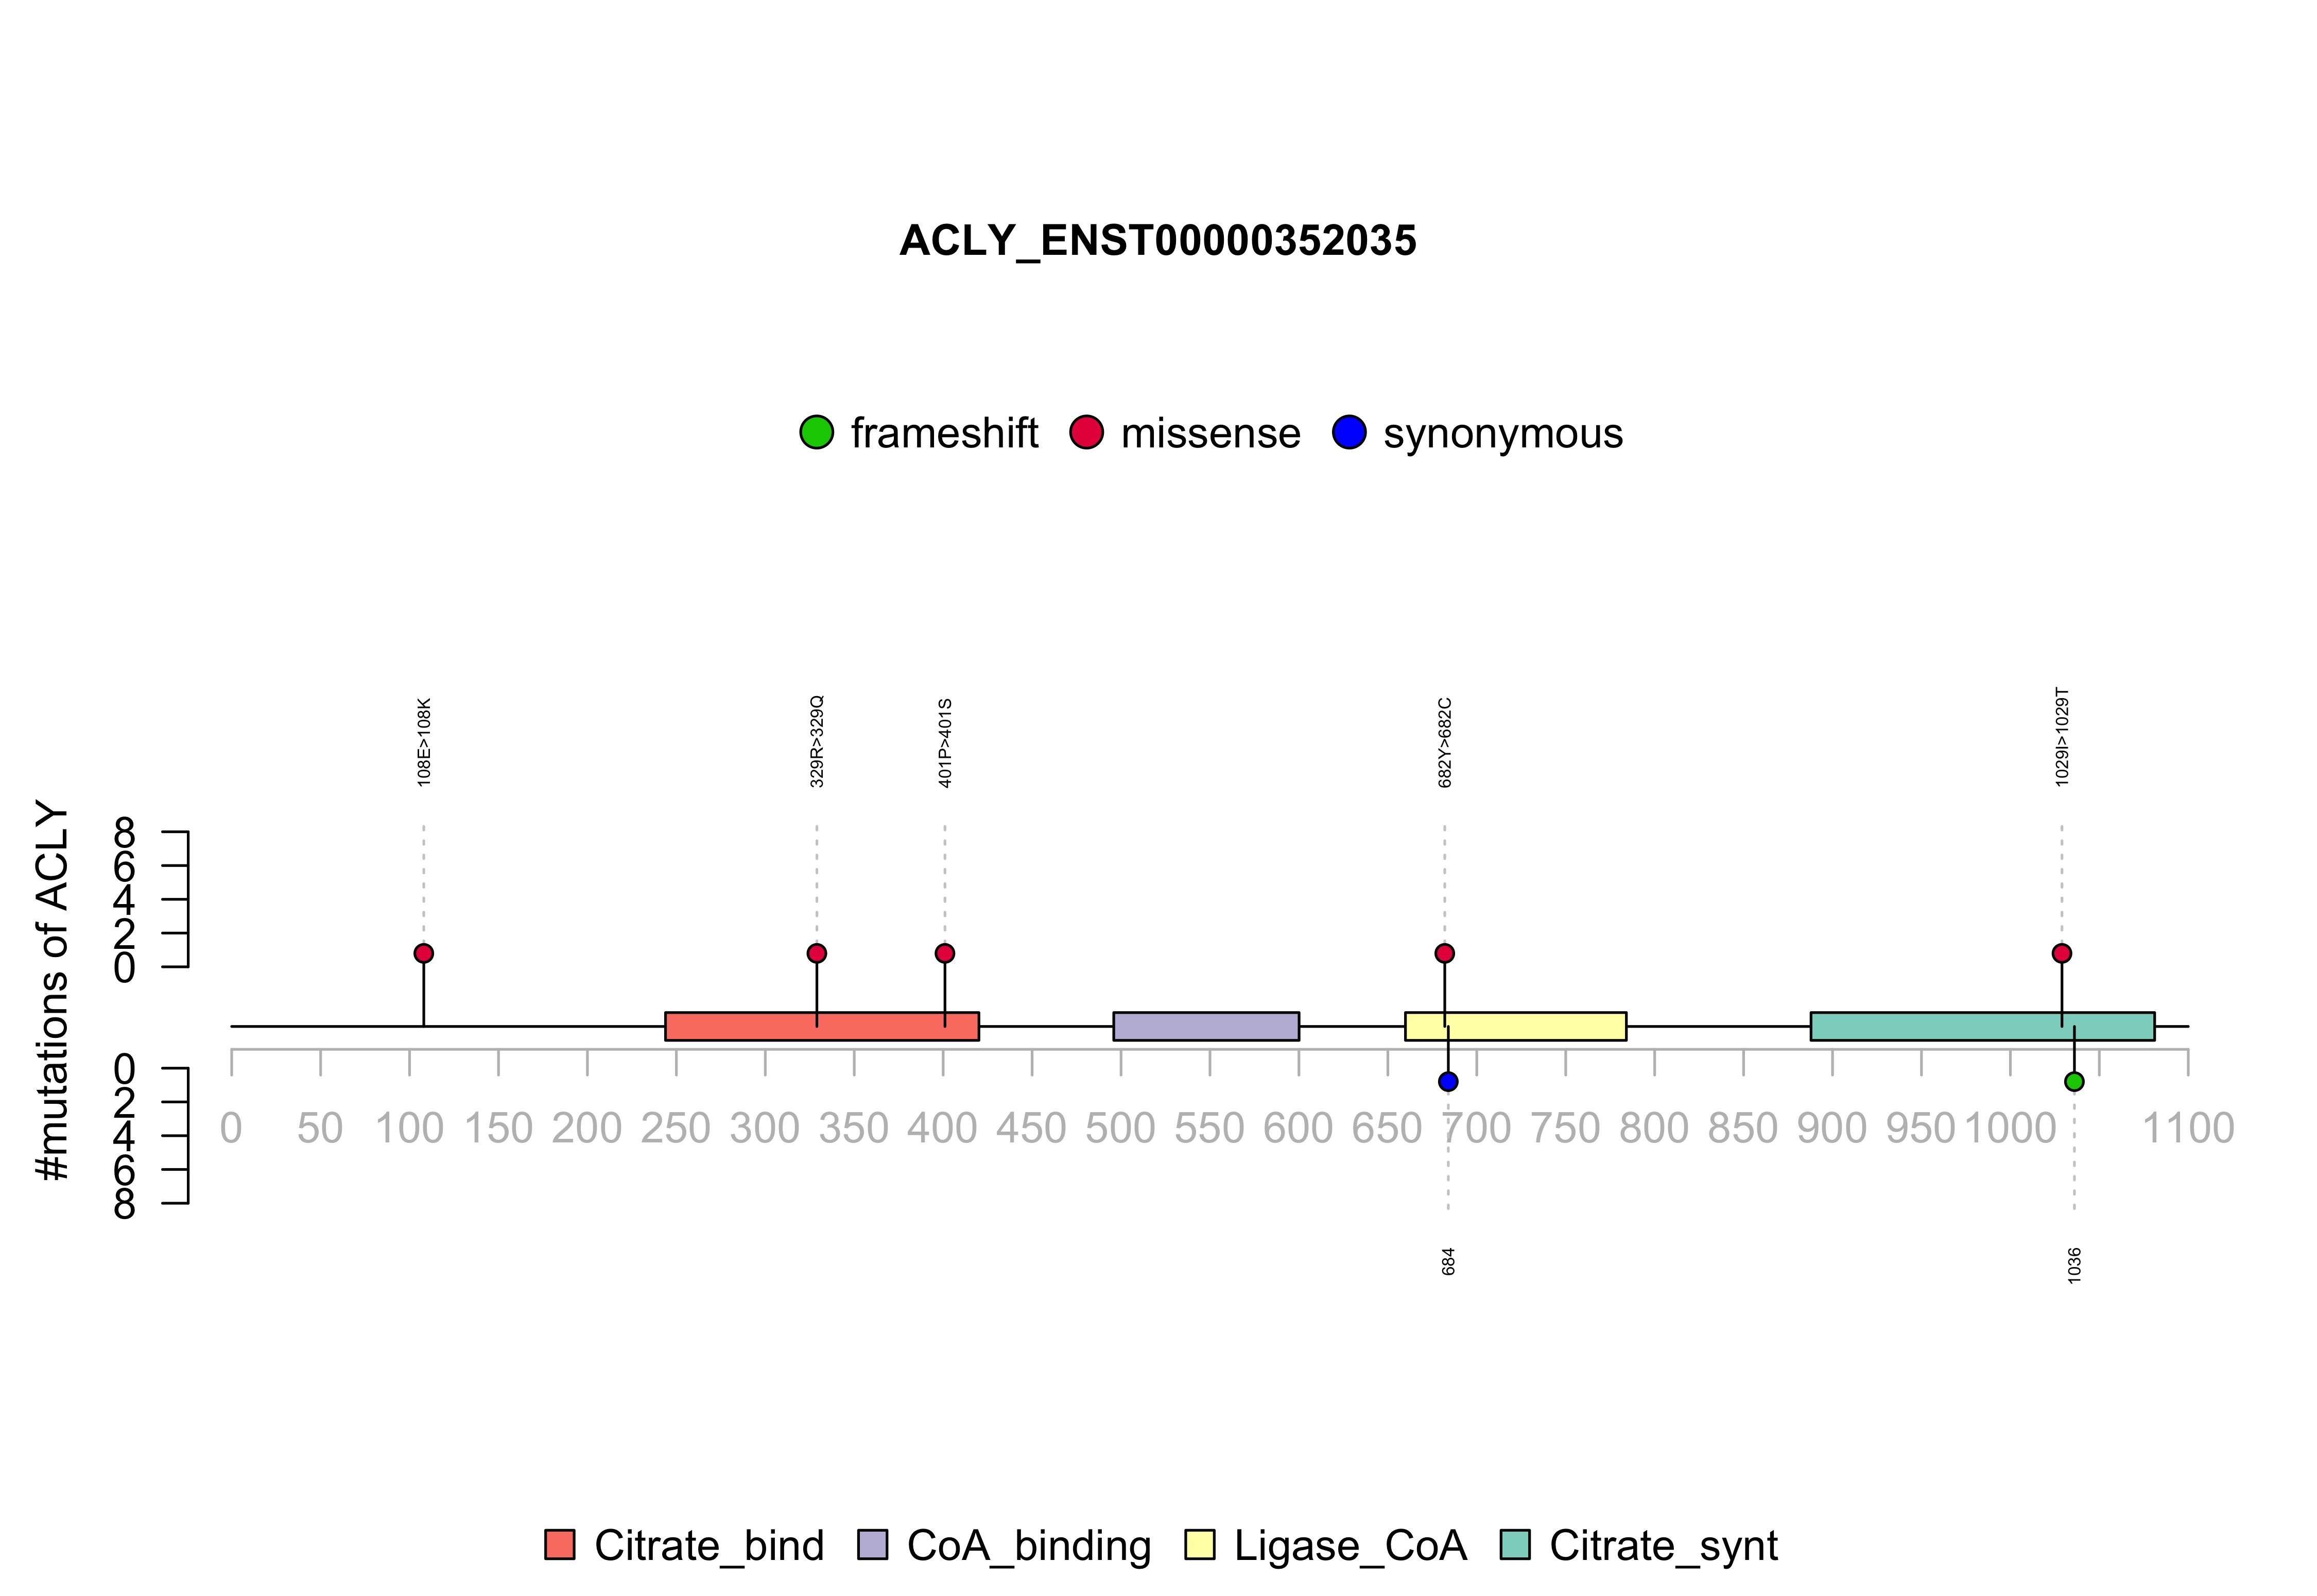 ACLY_ENST00000352035
frameshift missense synonymous
108E>108K
329R>329Q
401P>401S
682Y>682C
1029I>1029T
#mutations of ACLY
8
6
4
2
0
0
2
4
6
8
0 50 100 150 200 250 300 350 400 450 500 550 600 650 700 750 800 850 900 950 1000 1100
684
1036
Citrate_bind CoA_binding Ligase_CoA Citrate_synt